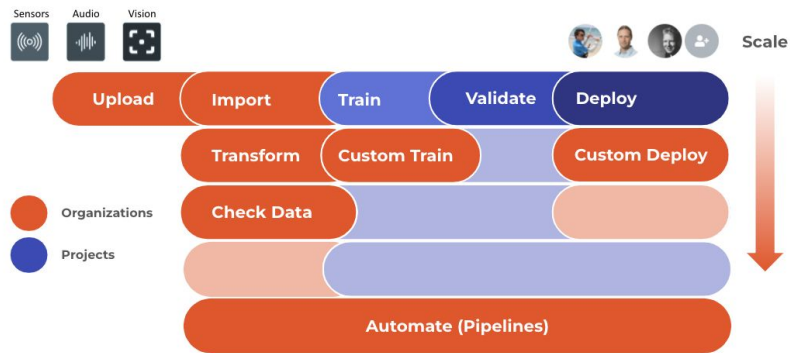 Sensors Audio Vision
Scale
Upload Import Train Validate Deploy
Transform Custom Train Custom Deploy
Check Data
Organizations
Projects
Automate (Pipelines)